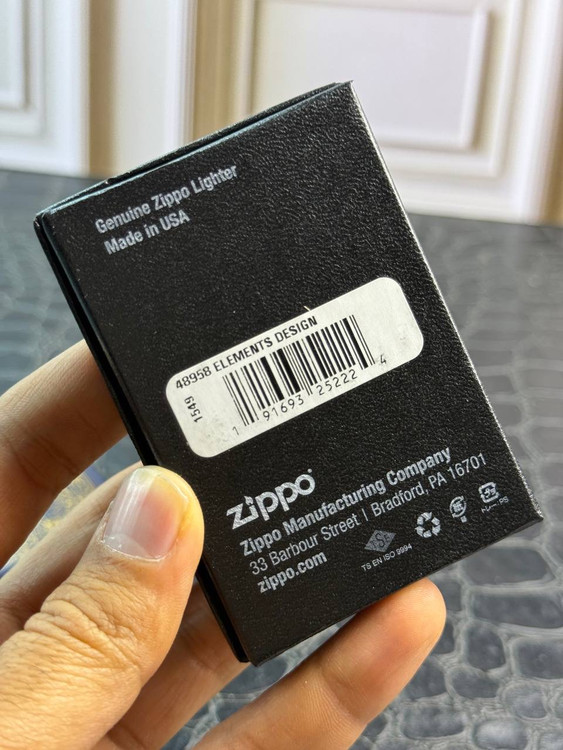 Genuine Zippo Lighter
Made in USA
48958 ELEMENTS DESIGN
1549
1 91693 25222 4
zippo
Zippo Manufacturing Company
33 Barbour Street | Bradford, PA 16701
zippo.com
TS EN ISO 9994
PS